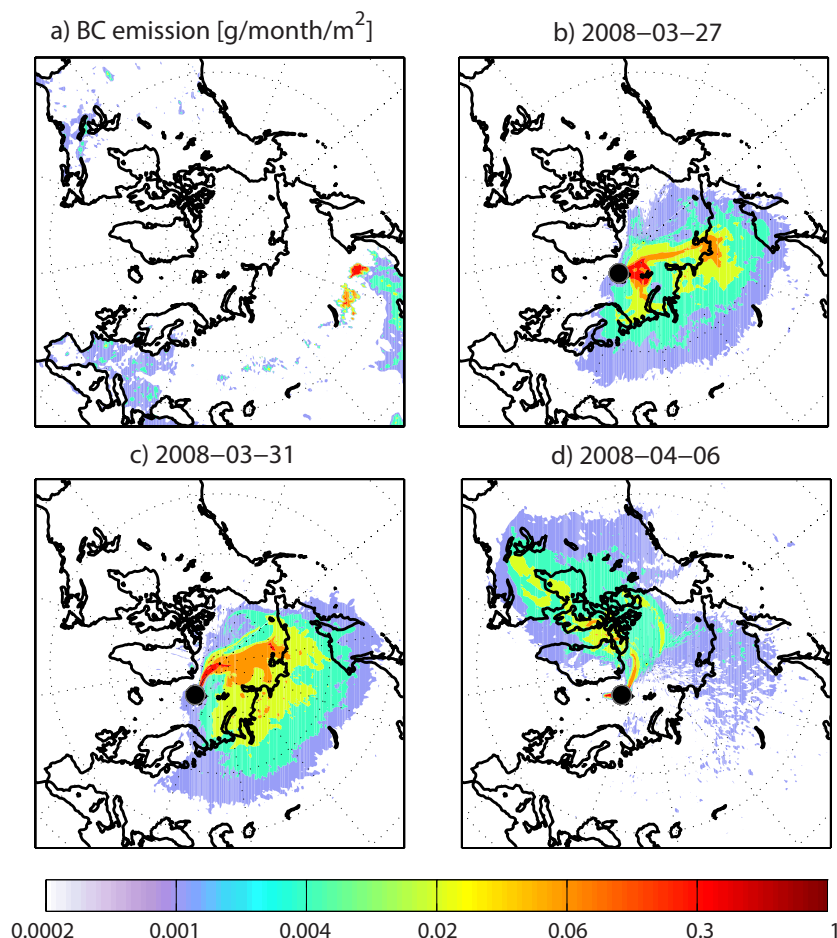 a) BC emission [g/month/m²]
b) 2008−03−27
c) 2008−03−31
d) 2008−04−06
0.0002 0.001 0.004 0.02 0.06 0.3 1